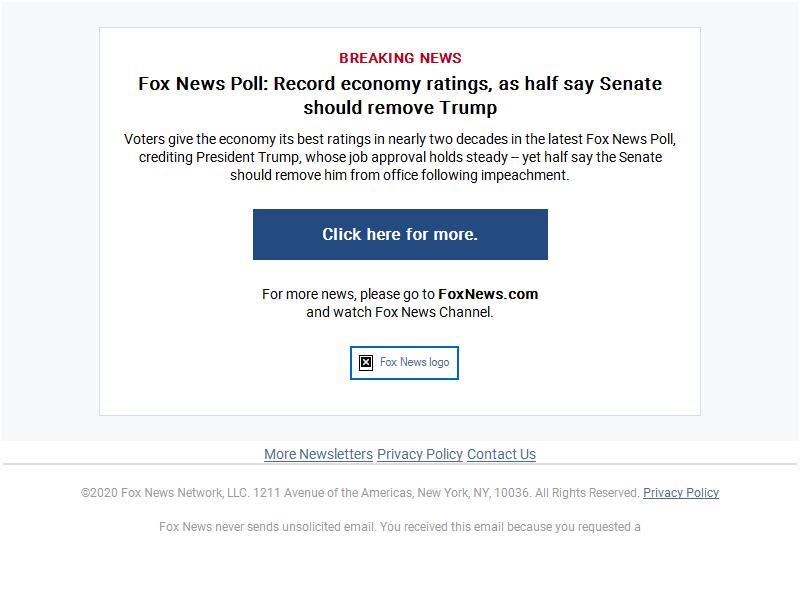 BREAKING NEWS
Fox News Poll: Record economy ratings, as half say Senate
should remove Trump
Voters give the economy its best ratings in nearly two decades in the latest Fox News Poll,
crediting President Trump, whose job approval holds steady -- yet half say the Senate
should remove him from office following impeachment.
Click here for more.
For more news, please go to FoxNews.com
and watch Fox News Channel.
Fox News logo
More Newsletters Privacy Policy Contact Us
©2020 Fox News Network, LLC. 1211 Avenue of the Americas, New York, NY, 10036. All Rights Reserved. Privacy Policy
Fox News never sends unsolicited email. You received this email because you requested a